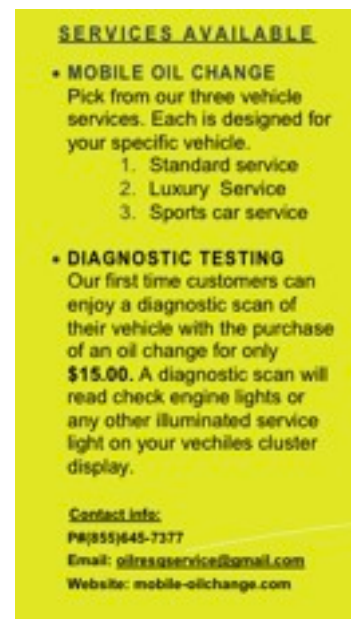 SERVICES AVAILABLE
• MOBILE OIL CHANGE
Pick from our three vehicle
services. Each is designed for
your specific vehicle.
1. Standard service
2. Luxury Service
3. Sports car service
• DIAGNOSTIC TESTING
Our first time customers can
enjoy a diagnostic scan of
their vehicle with the purchase
of an oil change for only
$15.00. A diagnostic scan will
read check engine lights or
any other illuminated service
light on your vechiles cluster
display.
Contact info:
P#(855)645-7377
Email: oilresqservice@gmail.com
Website: mobile-oilchange.com